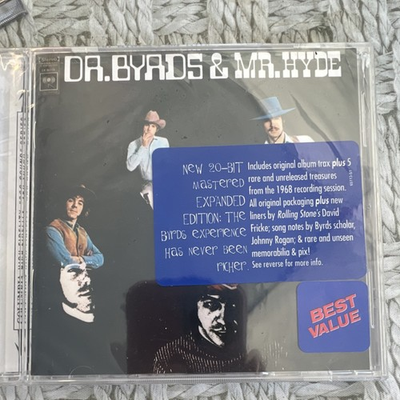 DR. BYRDS & MR. HYDE
NEW 20-BIT
MASTERED
EXPANDED
EDITION: THE
BYRDS EXPERIENCE
HAS NEVER BEEN
RICHER.
Includes original album trax plus 5
rare and unreleased treasures
from the 1968 recording session.
All original packaging plus new
liners by Rolling Stone's David
Fricke; song notes by Byrds scholar,
Johnny Rogan; & rare and unseen
memorabilia & pix!
See reverse for more info.
BEST
VALUE